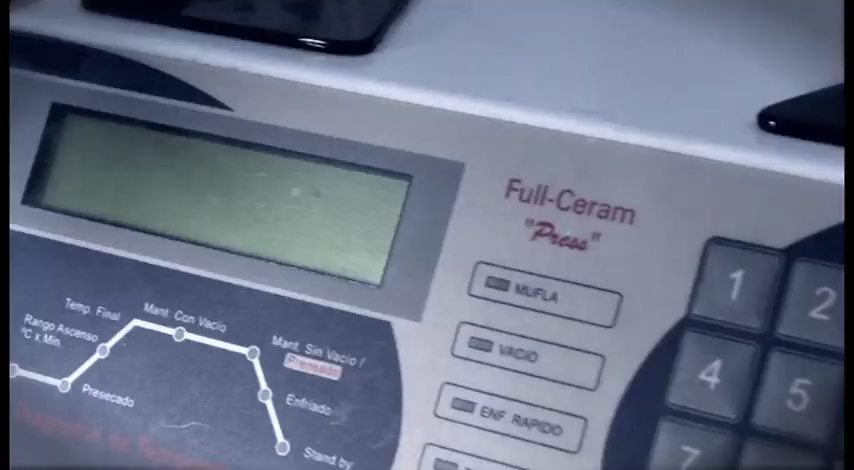 Full-Ceram
"Press"
MUFLA
VACIO
ENF. RAPIDO
1
2
4
5
7
Temp. Final
Mant. Con Vacio
Rango Ascenso
ºC x Min.
Mant. Sin Vacio /
Prensado
Presecado
Enfriado
Stand by